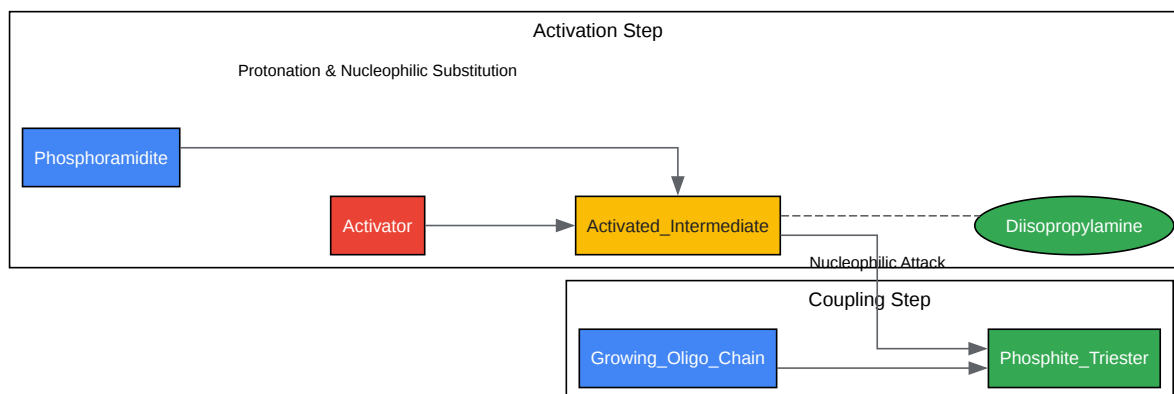 Activation Step
Protonation & Nucleophilic Substitution
Phosphoramidite
Activator
Activated_Intermediate
Diisopropylamine
Nucleophilic Attack
Coupling Step
Growing_Oligo_Chain
Phosphite_Triester